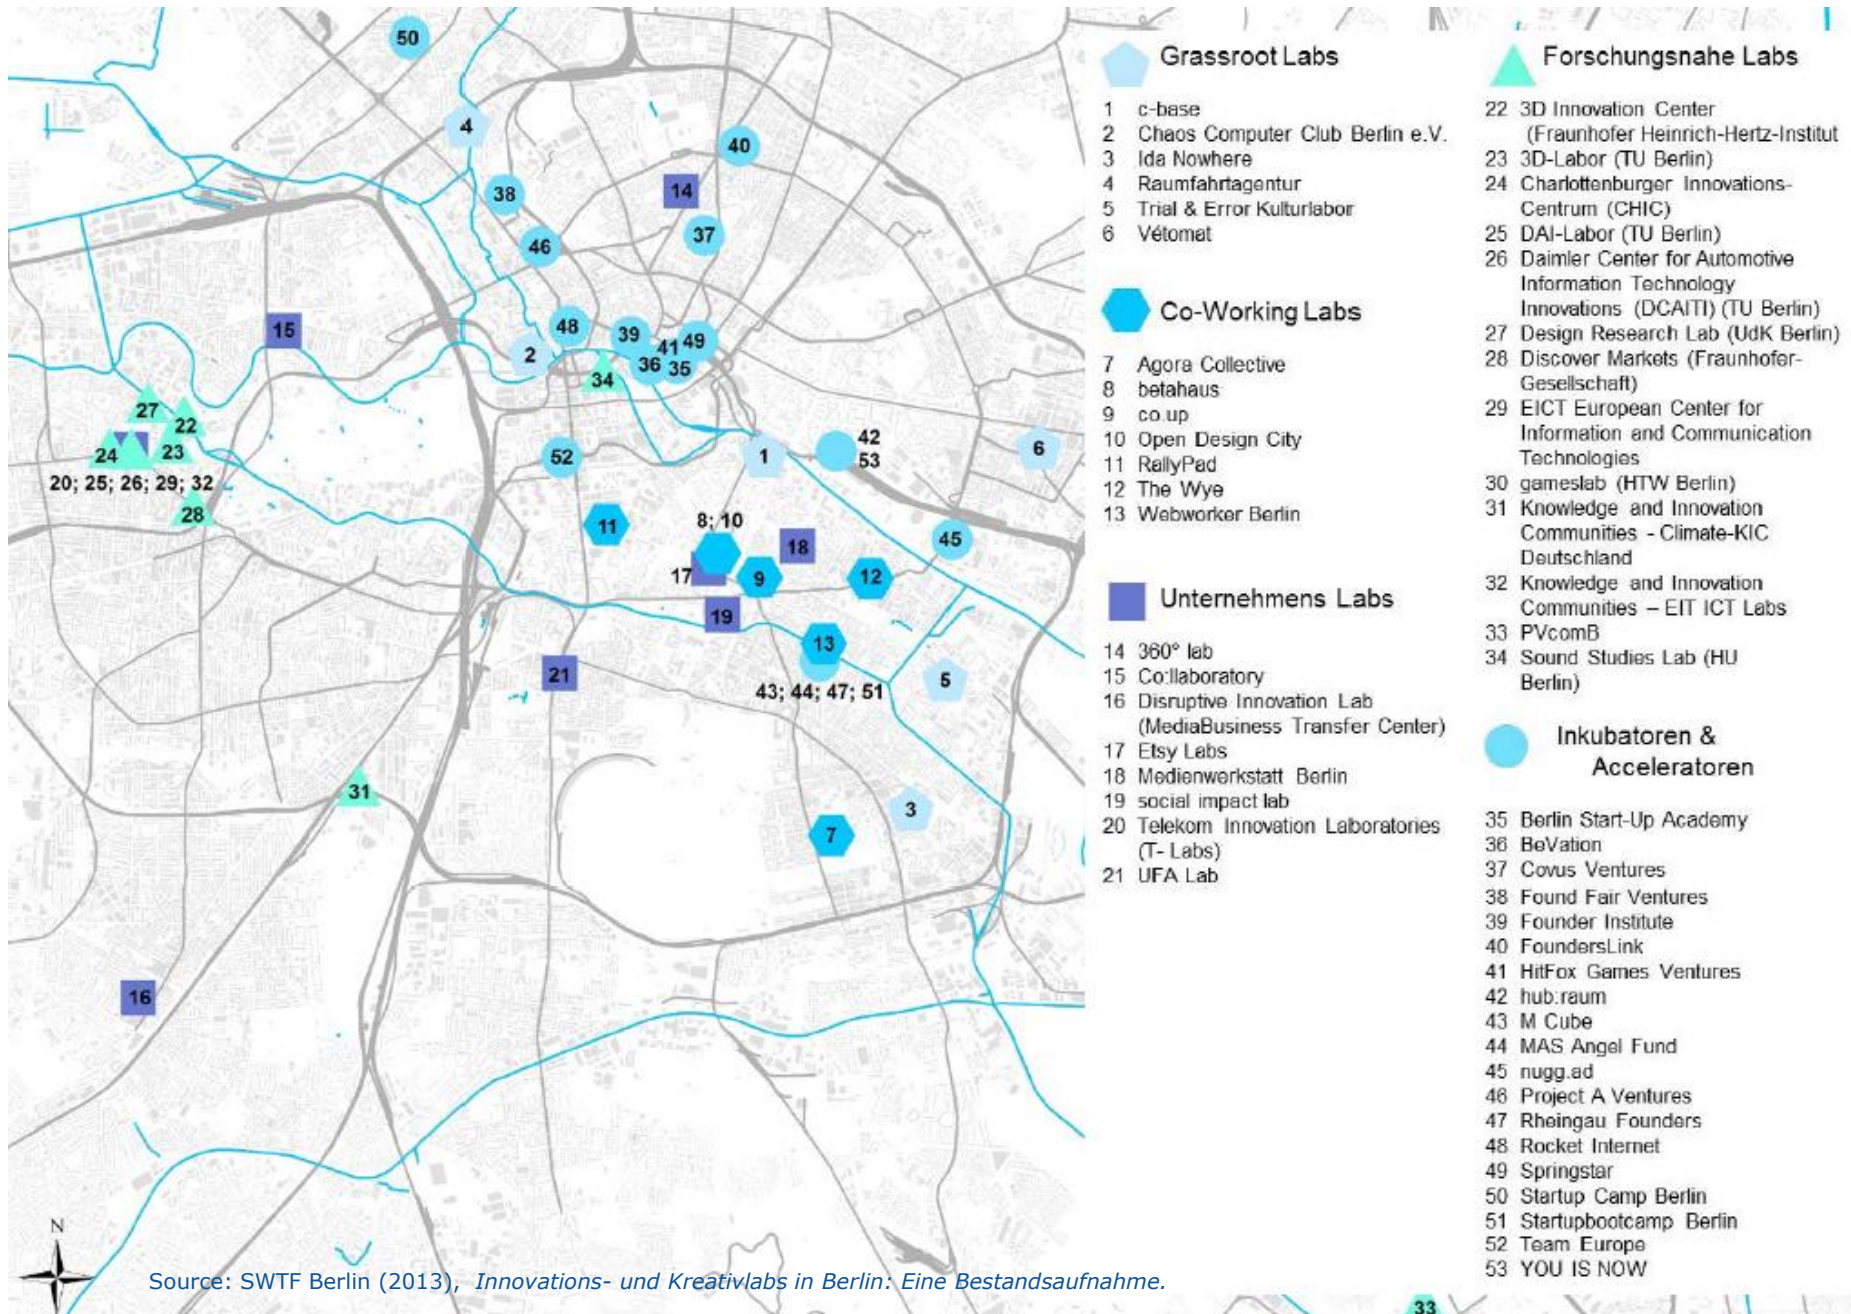 50
4
40
38
14
37
46
15
48
39
49
41
2
36
35
34
27
22
24
23
42
53
6
1
52
20; 25; 26; 29; 32
28
11
8; 10
18
45
17
9
12
19
13
21
43; 44; 47; 51
5
31
3
7
16
N
Source: SWTF Berlin (2013), Innovations- und Kreativlabs in Berlin: Eine Bestandsaufnahme.
Grassroot Labs
1 c-base
2 Chaos Computer Club Berlin e.V.
3 Ida Nowhere
4 Raumfahrtagentur
5 Trial & Error Kulturlabor
6 Vétomat
Co-Working Labs
7 Agora Collective
8 betahaus
9 co.up
10 Open Design City
11 RallyPad
12 The Wye
13 Webworker Berlin
Unternehmens Labs
14 360° lab
15 Co:llaboratory
16 Disruptive Innovation Lab
(MediaBusiness Transfer Center)
17 Etsy Labs
18 Medienwerkstatt Berlin
19 social impact lab
20 Telekom Innovation Laboratories
(T- Labs)
21 UFA Lab
Forschungsnahe Labs
22 3D Innovation Center
(Fraunhofer Heinrich-Hertz-Institut
23 3D-Labor (TU Berlin)
24 Charlottenburger Innovations-
Centrum (CHIC)
25 DAI-Labor (TU Berlin)
26 Daimler Center for Automotive
Information Technology
Innovations (DCAITI) (TU Berlin)
27 Design Research Lab (UdK Berlin)
28 Discover Markets (Fraunhofer-
Gesellschaft)
29 EICT European Center for
Information and Communication
Technologies
30 gameslab (HTW Berlin)
31 Knowledge and Innovation
Communities - Climate-KIC
Deutschland
32 Knowledge and Innovation
Communities – EIT ICT Labs
33 PVcomB
34 Sound Studies Lab (HU
Berlin)
Inkubatoren &
Acceleratoren
35 Berlin Start-Up Academy
36 BeVation
37 Covus Ventures
38 Found Fair Ventures
39 Founder Institute
40 FoundersLink
41 HitFox Games Ventures
42 hub:raum
43 M Cube
44 MAS Angel Fund
45 nugg.ad
46 Project A Ventures
47 Rheingau Founders
48 Rocket Internet
49 Springstar
50 Startup Camp Berlin
51 Startupbootcamp Berlin
52 Team Europe
53 YOU IS NOW
33